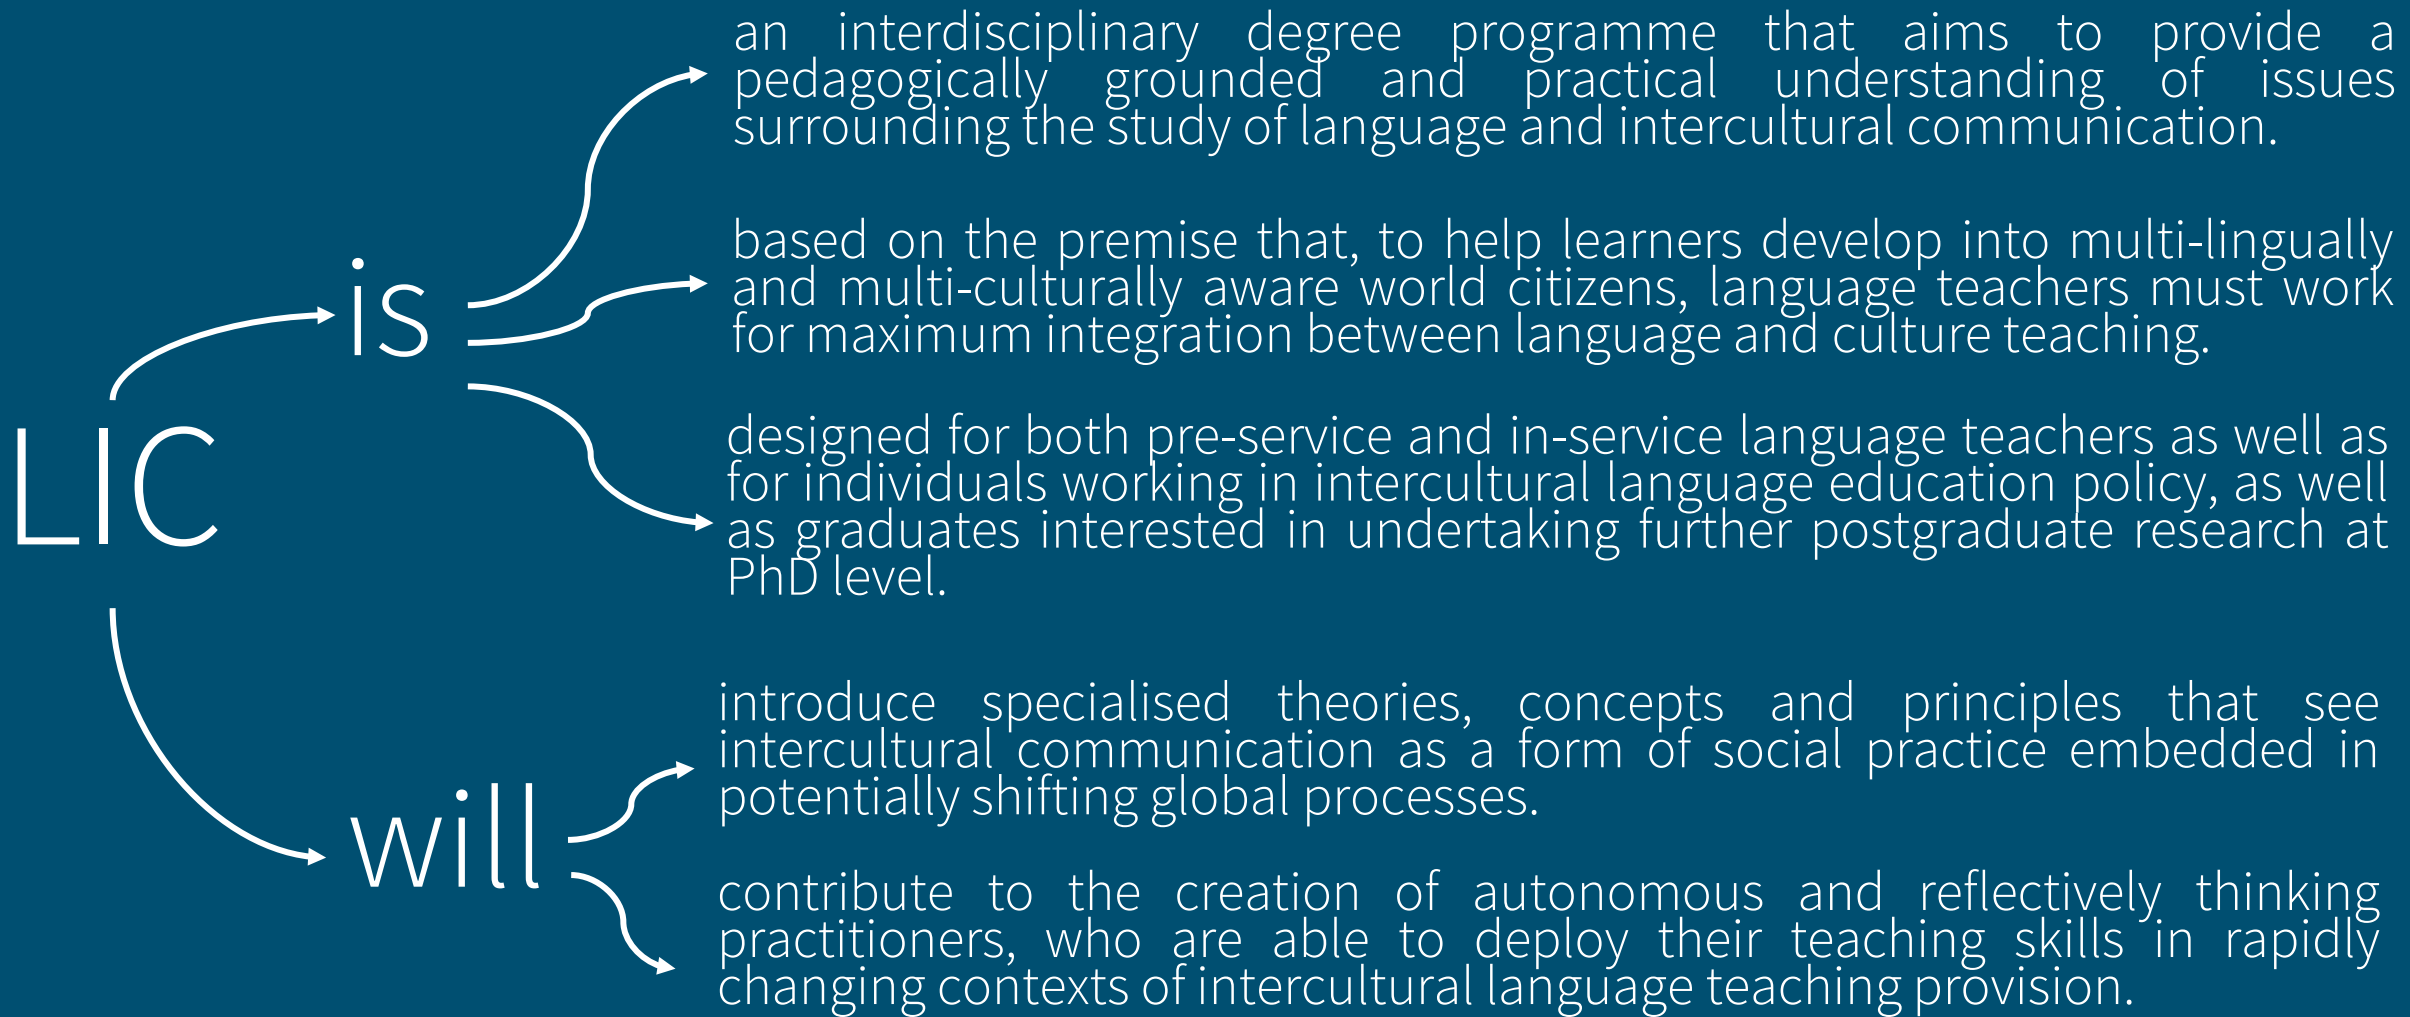 LIC
is
an interdisciplinary degree programme that aims to provide a
pedagogically grounded and practical understanding of issues
surrounding the study of language and intercultural communication.
based on the premise that, to help learners develop into multi-lingually
and multi-culturally aware world citizens, language teachers must work
for maximum integration between language and culture teaching.
designed for both pre-service and in-service language teachers as well as
for individuals working in intercultural language education policy, as well
as graduates interested in undertaking further postgraduate research at
PhD level.
will
introduce specialised theories, concepts and principles that see
intercultural communication as a form of social practice embedded in
potentially shifting global processes.
contribute to the creation of autonomous and reflectively thinking
practitioners, who are able to deploy their teaching skills in rapidly
changing contexts of intercultural language teaching provision.